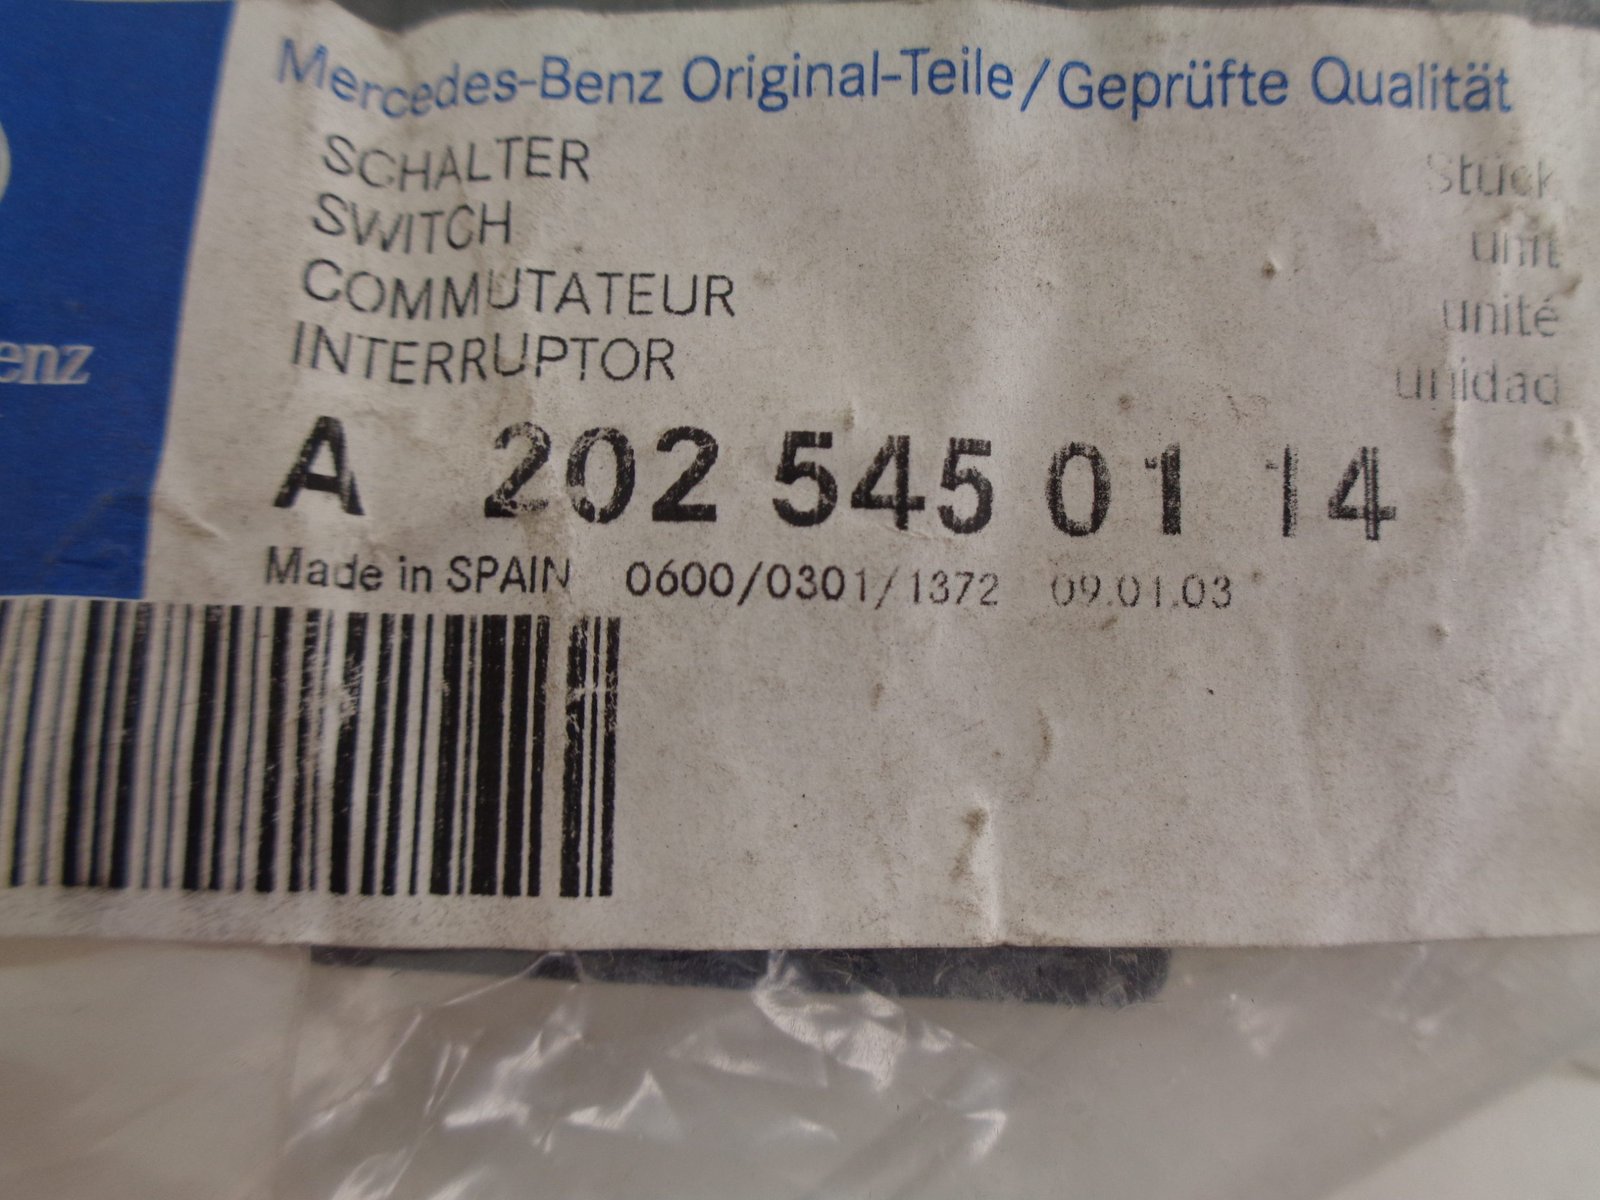 Mercedes-Benz Original-Teile/Geprüfte Qualität
SCHALTER Stück
SWITCH unit
COMMUTATEUR unité
INTERRUPTOR unidad
enz
A 202 545 01 14
Made in SPAIN 0600/0301/1372 09.01.03